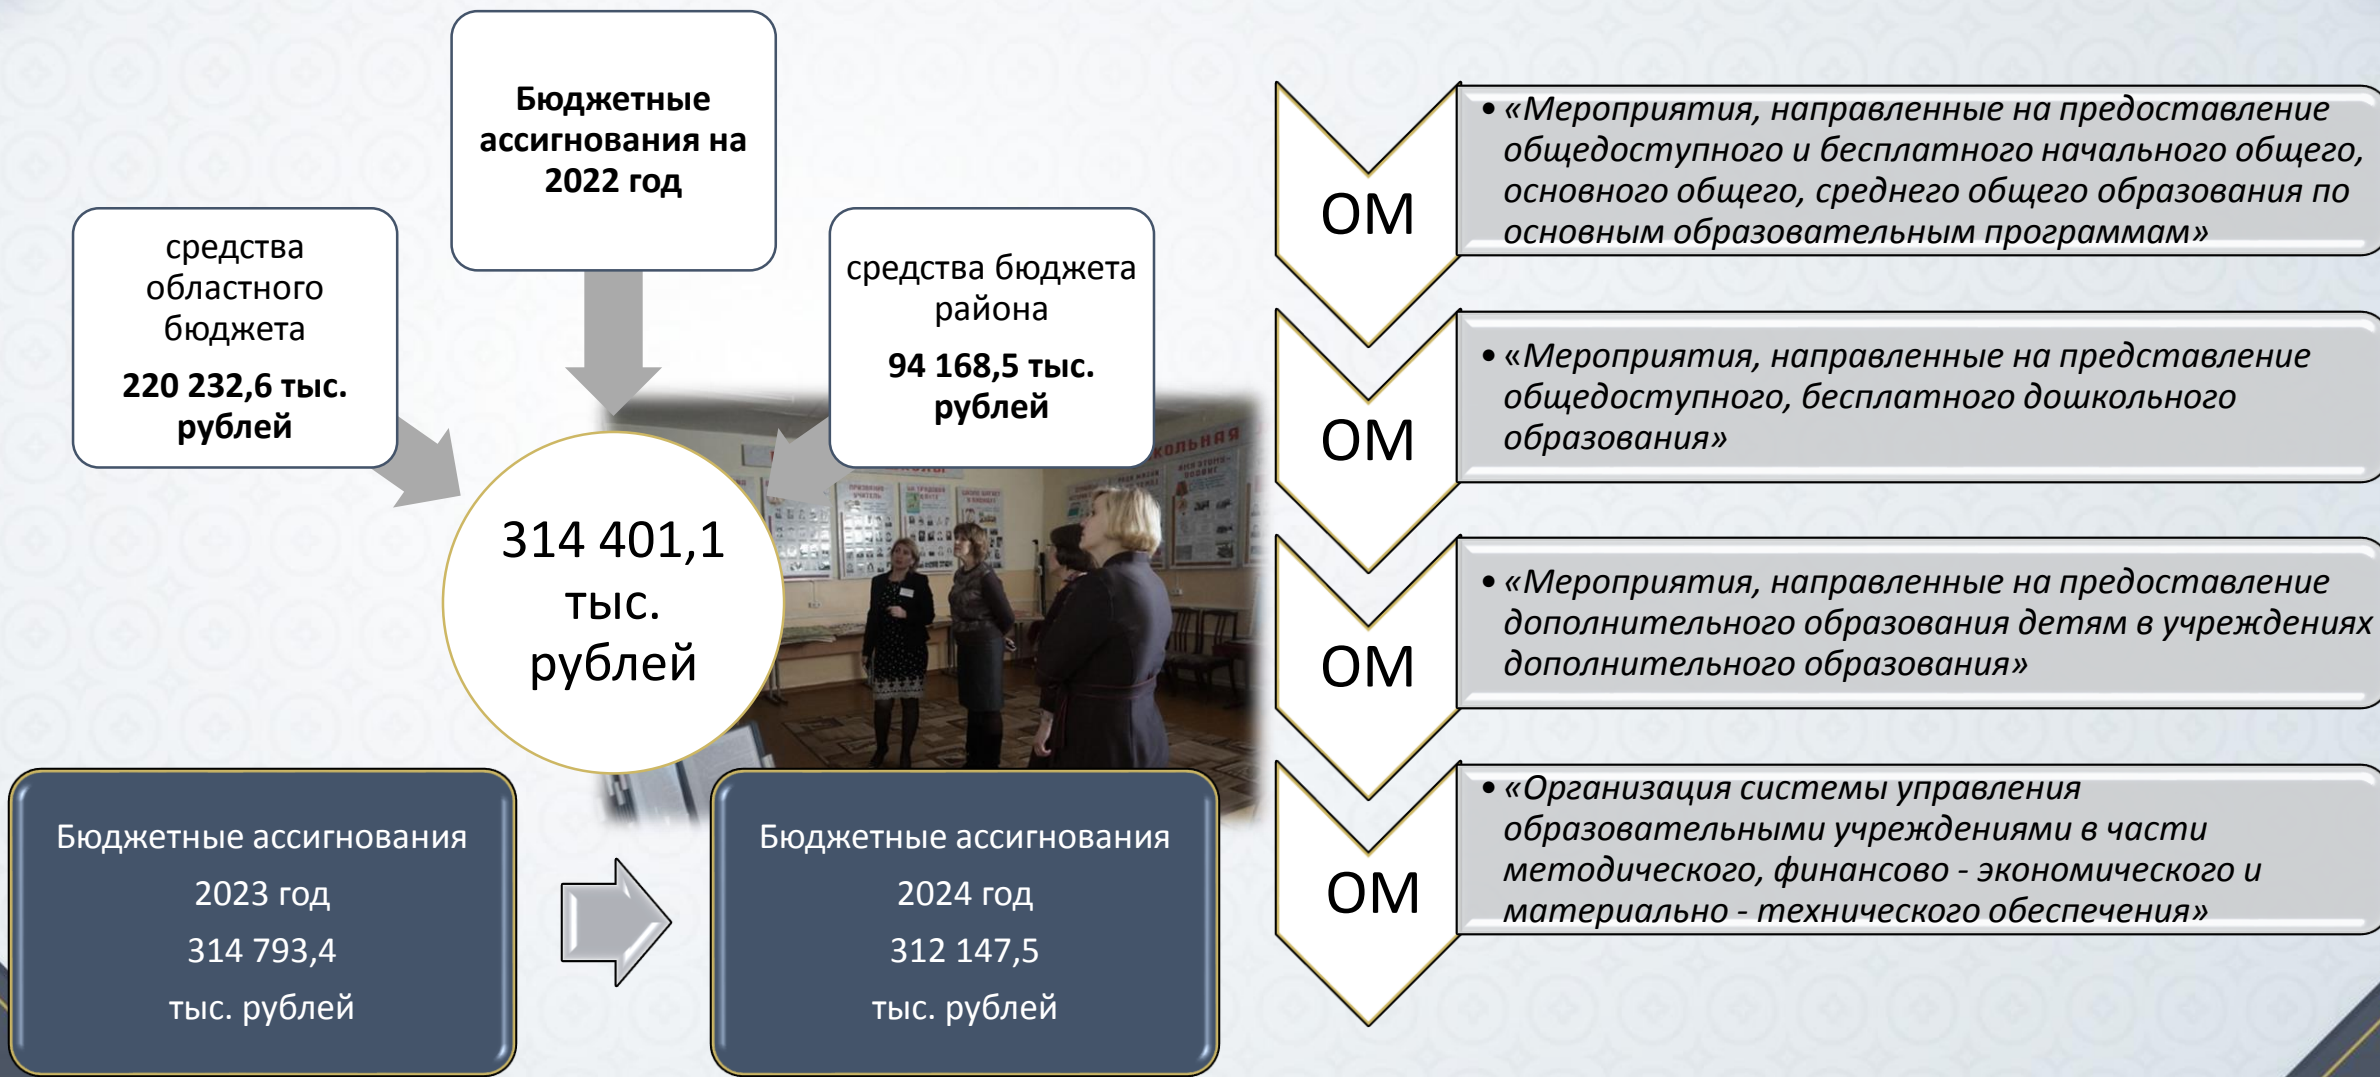 Бюджетные
ассигнования на
2022 год
средства
областного
бюджета
220 232,6 тыс.
рублей
средства бюджета
района
94 168,5 тыс.
рублей
314 401,1
тыс.
рублей
Бюджетные ассигнования
2023 год
314 793,4
тыс. рублей
Бюджетные ассигнования
2024 год
312 147,5
тыс. рублей
ОМ
• «Мероприятия, направленные на предоставление
общедоступного и бесплатного начального общего,
основного общего, среднего общего образования по
основным образовательным программам»
ОМ
• «Мероприятия, направленные на представление
общедоступного, бесплатного дошкольного
образования»
ОМ
• «Мероприятия, направленные на предоставление
дополнительного образования детям в учреждениях
дополнительного образования»
ОМ
• «Организация системы управления
образовательными учреждениями в части
методического, финансово - экономического и
материально - технического обеспечения»